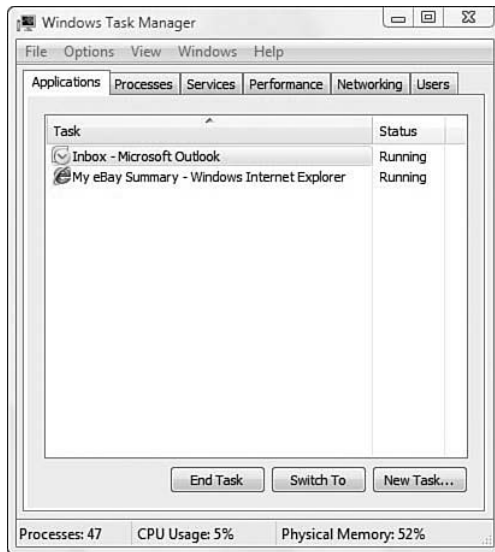 Windows Task Manager
File Options View Windows Help
Applications Processes Services Performance Networking Users
Task Status
Inbox - Microsoft Outlook Running
My eBay Summary - Windows Internet Explorer Running
End Task Switch To New Task...
Processes: 47 CPU Usage: 5% Physical Memory: 52%